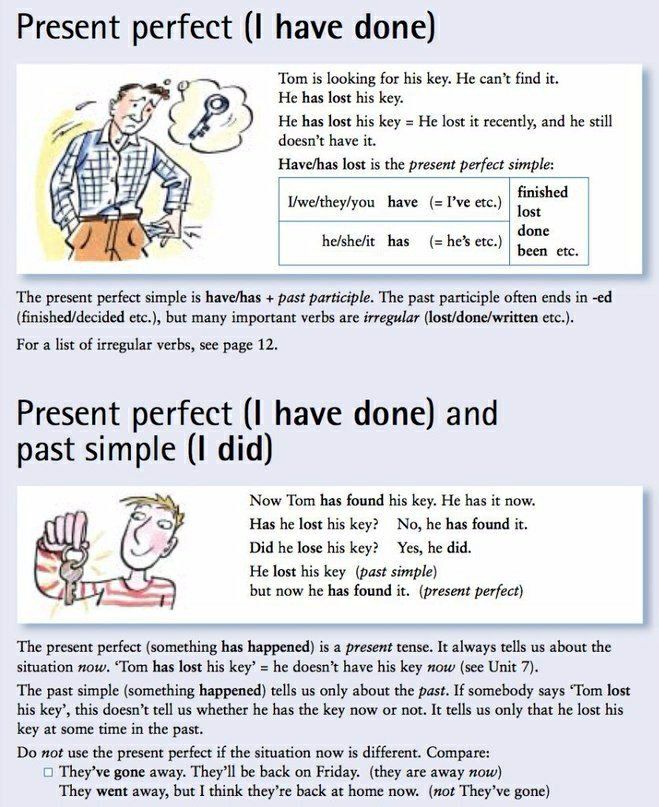 Present perfect (I have done)
Tom is looking for his key. He can't find it.
He has lost his key.
He has lost his key = He lost it recently, and he still
doesn't have it.
Have/has lost is the present perfect simple:
I/we/they/you have (= I've etc.)
he/she/it has (= he's etc.)
finished
lost
done
been etc.
The present perfect simple is have/has + past participle. The past participle often ends in -ed
(finished/decided etc.), but many important verbs are irregular (lost/done/written etc.).
For a list of irregular verbs, see page 12.
Present perfect (I have done) and
past simple (I did)
Now Tom has found his key. He has it now.
Has he lost his key? No, he has found it.
Did he lose his key? Yes, he did.
He lost his key (past simple)
but now he has found it. (present perfect)
The present perfect (something has happened) is a present tense. It always tells us about the
situation now. 'Tom has lost his key' = he doesn't have his key now (see Unit 7).
The past simple (something happened) tells us only about the past. If somebody says 'Tom lost
his key', this doesn't tell us whether he has the key now or not. It tells us only that he lost his
key at some time in the past.
Do not use the present perfect if the situation now is different. Compare:
They've gone away. They'll be back on Friday. (they are away now)
They went away, but I think they're back at home now. (not They've gone)